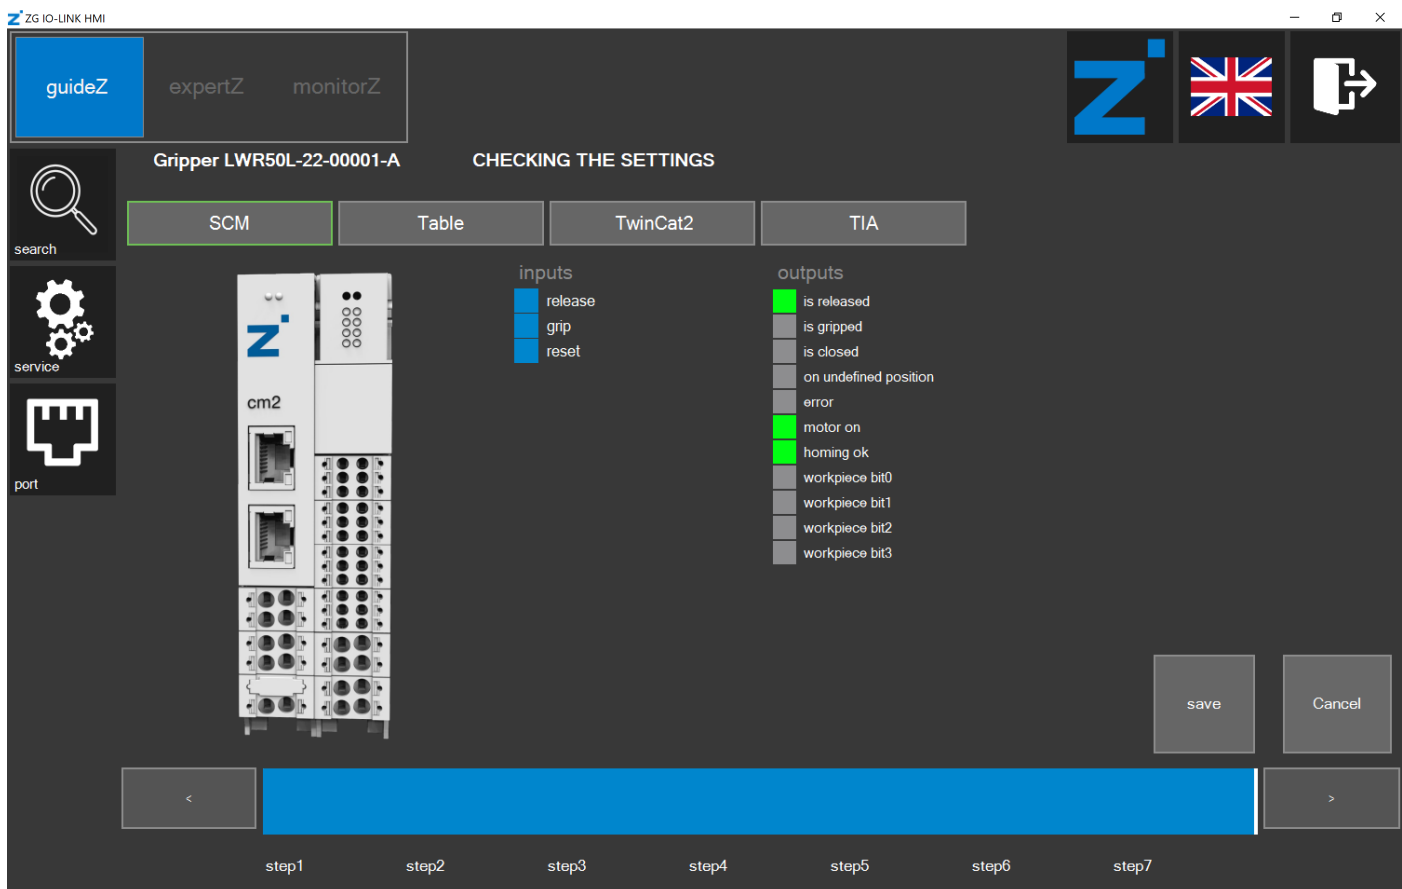 ZG IO-LINK HMI
guideZ expertZ monitorZ
Gripper LWR50L-22-00001-A CHECKING THE SETTINGS
search
service
port
SCM Table TwinCat2 TIA
cm2
inputs
release
grip
reset
outputs
is released
is gripped
is closed
on undefined position
error
motor on
homing ok
workpiece bit0
workpiece bit1
workpiece bit2
workpiece bit3
save Cancel
< >
step1 step2 step3 step4 step5 step6 step7